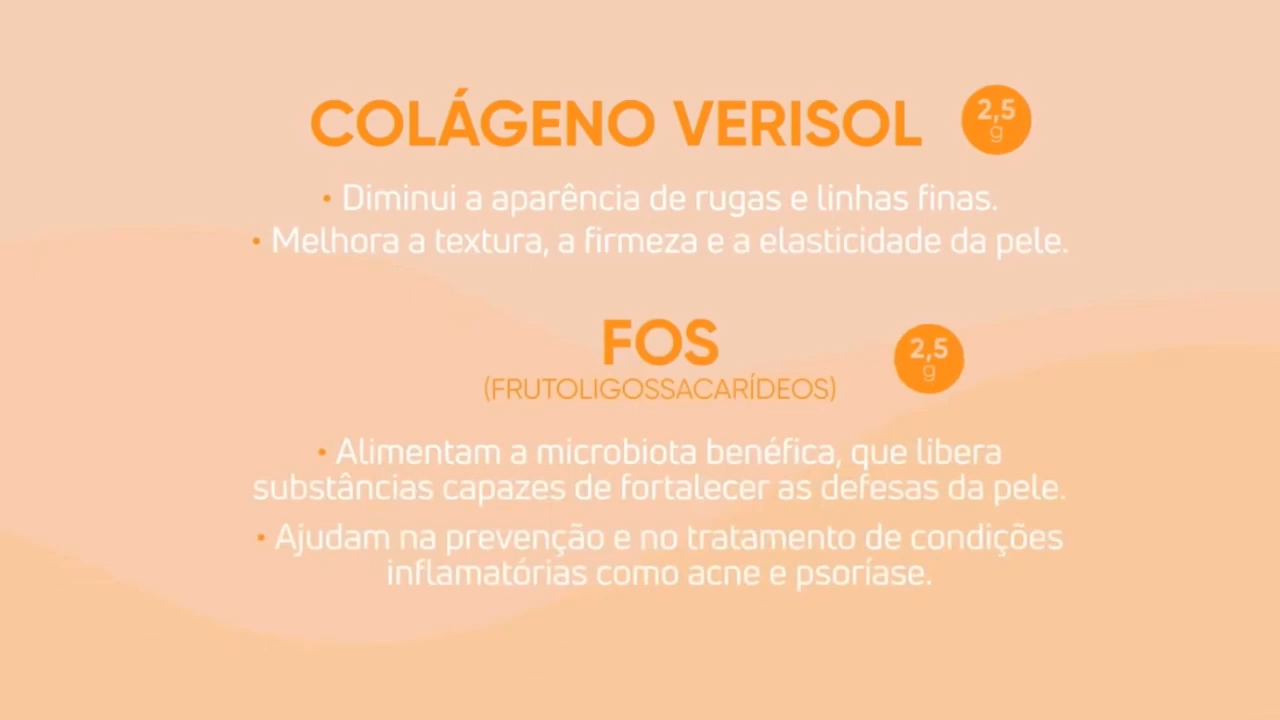 COLÁGENO VERISOL 2,5 g
• Diminui a aparência de rugas e linhas finas.
• Melhora a textura, a firmeza e a elasticidade da pele.
FOS 2,5 g
(FRUTOLIGOSSACARÍDEOS)
• Alimentam a microbiota benéfica, que libera
substâncias capazes de fortalecer as defesas da pele.
• Ajudam na prevenção e no tratamento de condições
inflamatórias como acne e psoríase.